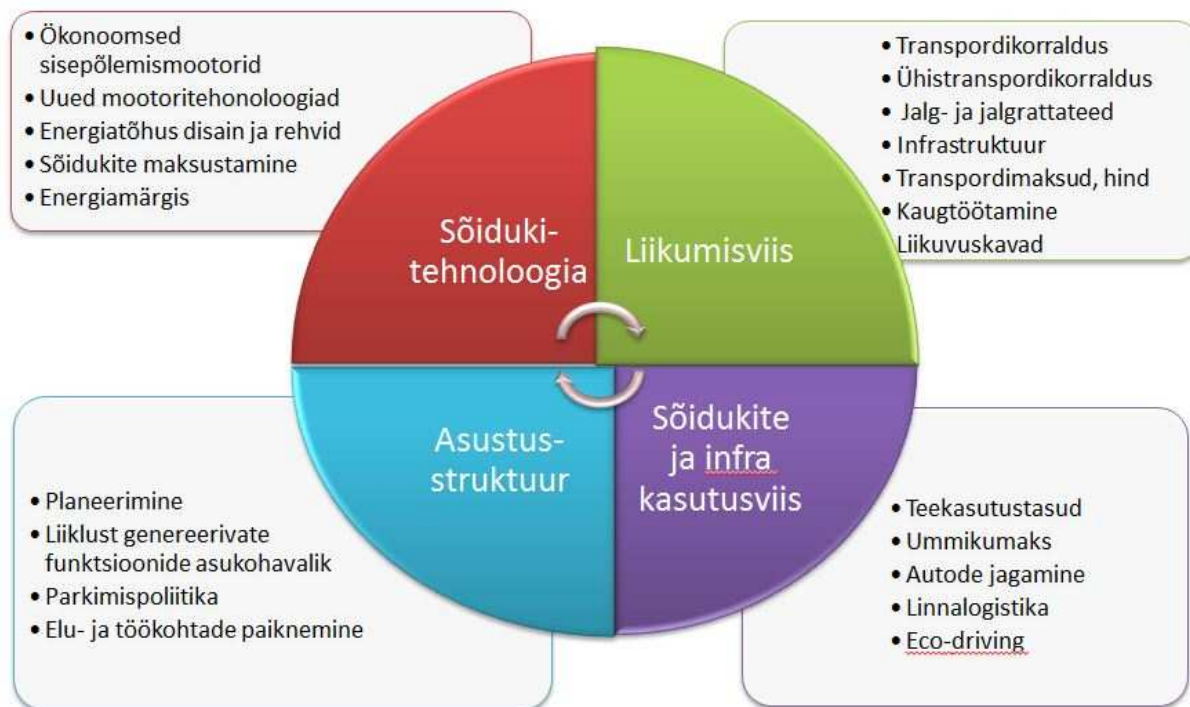 • Ökonoomsed
sisepõlemismootorid
• Uued mootoritehonoloogiad
• Energiatõhus disain ja rehvid
• Sõidukite maksustamine
• Energiamärgis
• Transpordikorraldus
• Ühistranspordikorraldus
• Jalg- ja jalgrattateed
• Infrastruktuur
• Transpordimaksud, hind
• Kaugtöötamine
Liikuvuskavad
Sõiduki-
tehnoloogia
Liikumisviis
Asustus-
struktuur
Sõidukite
ja infra
kasutusviis
• Planeerimine
• Liiklust genereerivate
funktsioonide asukohavalik
• Parkimispoliitika
• Elu- ja töökohtade paiknemine
• Teekasutustasud
• Ummikumaks
• Autode jagamine
• Linnalogistika
• Eco-driving